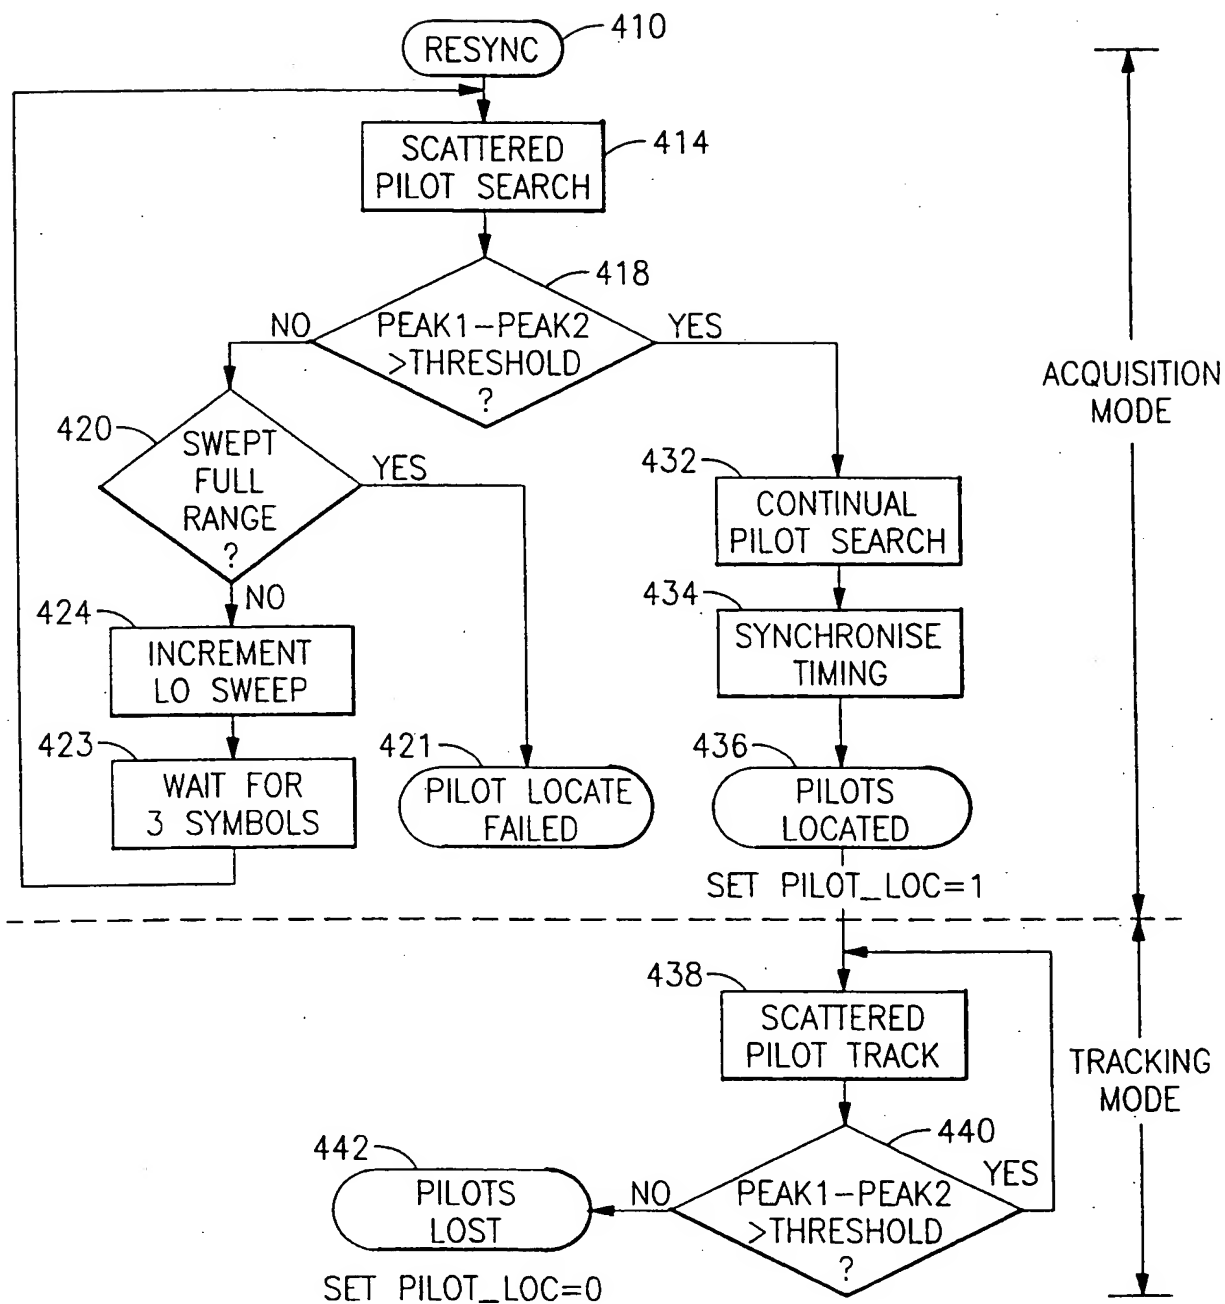 RESYNC
410
SCATTERED
PILOT SEARCH
414
418
NO
PEAK1-PEAK2
>THRESHOLD
?
YES
ACQUISITION
MODE
420
SWEPT
FULL
RANGE
?
YES
NO
432
CONTINUAL
PILOT SEARCH
424
INCREMENT
LO SWEEP
434
SYNCHRONISE
TIMING
423
WAIT FOR
3 SYMBOLS
421
PILOT LOCATE
FAILED
436
PILOTS
LOCATED
SET PILOT_LOC=1
438
SCATTERED
PILOT TRACK
TRACKING
MODE
440
YES
442
PILOTS
LOST
NO
PEAK1-PEAK2
>THRESHOLD
?
SET PILOT_LOC=0